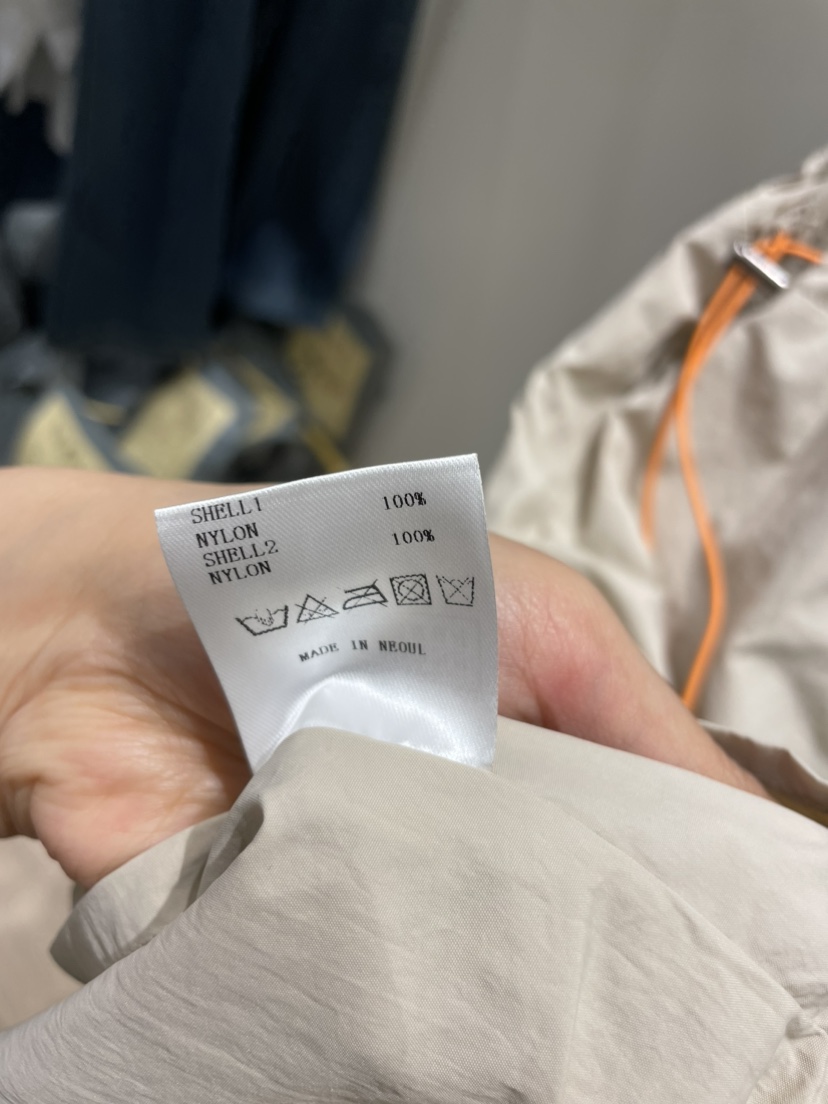 SHELL1 100%
NYLON
SHELL2 100%
NYLON
MADE IN NEOUL